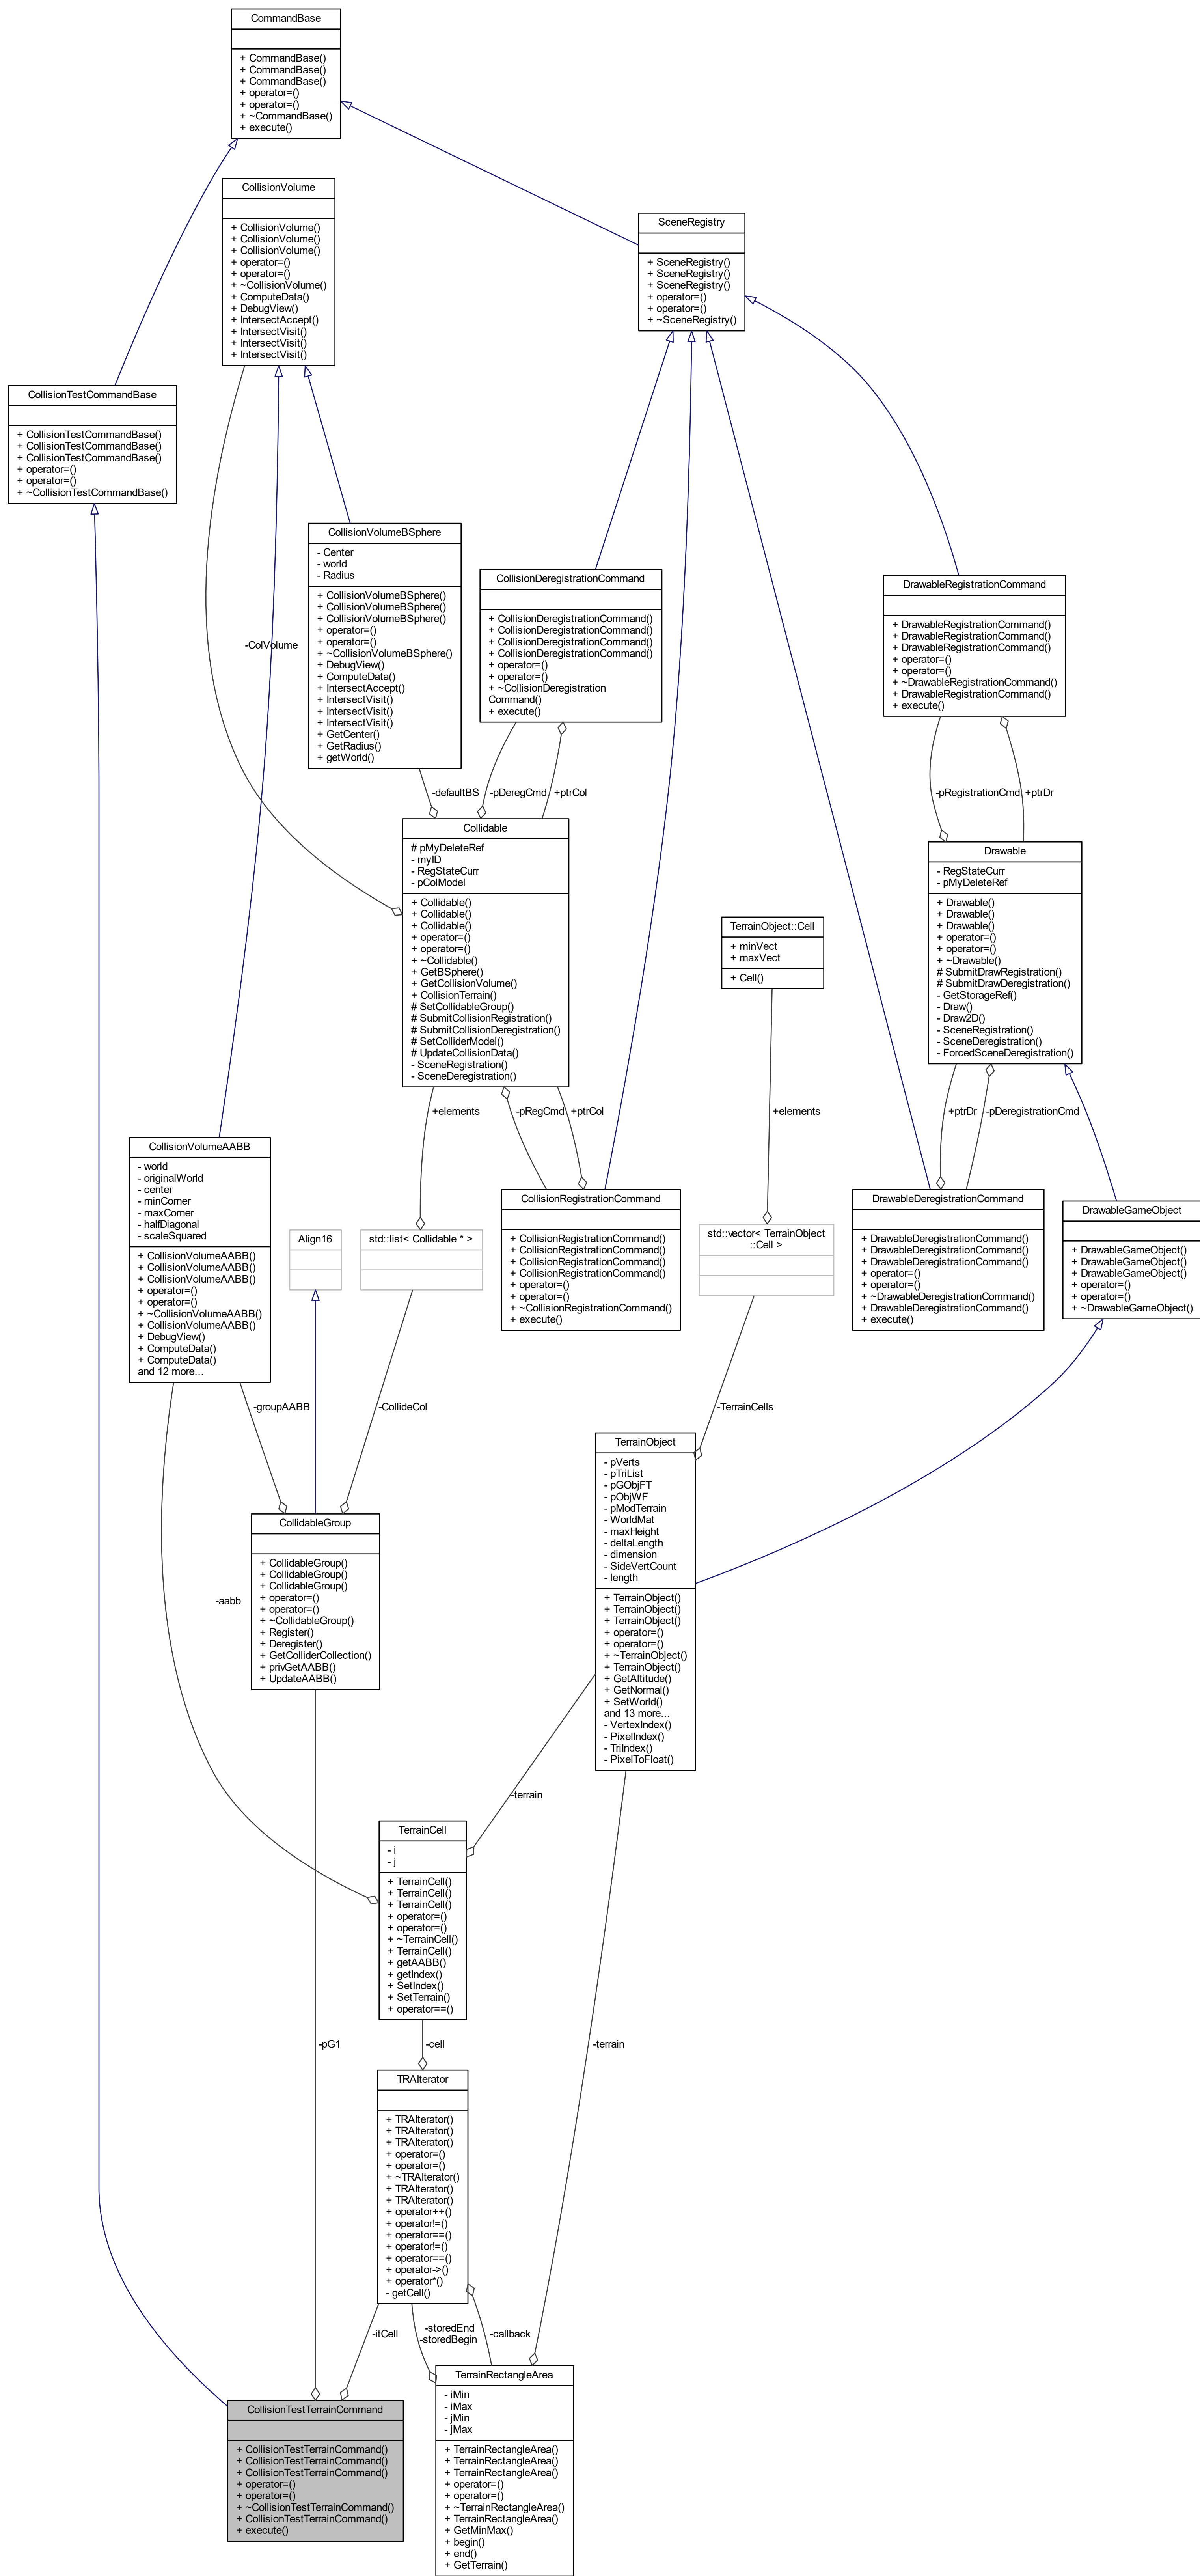 CommandBase
+ CommandBase()
+ CommandBase()
+ CommandBase()
+ operator=()
+ operator=()
+ ~CommandBase()
+ execute()
CollisionVolume
+ CollisionVolume()
+ CollisionVolume()
+ CollisionVolume()
+ operator=()
+ operator=()
+ ~CollisionVolume()
+ ComputeData()
+ DebugView()
+ IntersectAccept()
+ IntersectVisit()
+ IntersectVisit()
+ IntersectVisit()
SceneRegistry
+ SceneRegistry()
+ SceneRegistry()
+ SceneRegistry()
+ operator=()
+ operator=()
+ ~SceneRegistry()
CollisionTestCommandBase
+ CollisionTestCommandBase()
+ CollisionTestCommandBase()
+ CollisionTestCommandBase()
+ operator=()
+ operator=()
+ ~CollisionTestCommandBase()
CollisionVolumeBSphere
- Center
- world
- Radius
+ CollisionVolumeBSphere()
+ CollisionVolumeBSphere()
+ CollisionVolumeBSphere()
+ operator=()
+ operator=()
+ ~CollisionVolumeBSphere()
+ DebugView()
+ ComputeData()
+ IntersectAccept()
+ IntersectVisit()
+ IntersectVisit()
+ IntersectVisit()
+ GetCenter()
+ GetRadius()
+ getWorld()
CollisionDeregistrationCommand
+ CollisionDeregistrationCommand()
+ CollisionDeregistrationCommand()
+ CollisionDeregistrationCommand()
+ CollisionDeregistrationCommand()
+ operator=()
+ operator=()
+ ~CollisionDeregistration
Command()
+ execute()
DrawableRegistrationCommand
+ DrawableRegistrationCommand()
+ DrawableRegistrationCommand()
+ DrawableRegistrationCommand()
+ operator=()
+ operator=()
+ ~DrawableRegistrationCommand()
+ DrawableRegistrationCommand()
+ execute()
-ColVolume
-defaultBS
-pDeregCmd
+ptrCol
-pRegistrationCmd
+ptrDr
Collidable
# pMyDeleteRef
- myID
- RegStateCurr
- pColModel
+ Collidable()
+ Collidable()
+ Collidable()
+ operator=()
+ operator=()
+ ~Collidable()
+ GetBSphere()
+ GetCollisionVolume()
+ CollisionTerrain()
# SetCollidableGroup()
# SubmitCollisionRegistration()
# SubmitCollisionDeregistration()
# SetColliderModel()
# UpdateCollisionData()
- SceneRegistration()
- SceneDeregistration()
Drawable
- RegStateCurr
- pMyDeleteRef
+ Drawable()
+ Drawable()
+ Drawable()
+ operator=()
+ operator=()
+ ~Drawable()
# SubmitDrawRegistration()
# SubmitDrawDeregistration()
- GetStorageRef()
- Draw()
- Draw2D()
- SceneRegistration()
- SceneDeregistration()
- ForcedSceneDeregistration()
TerrainObject::Cell
+ minVect
+ maxVect
+ Cell()
+elements
-pRegCmd
+ptrCol
+elements
+ptrDr
-pDeregistrationCmd
CollisionVolumeAABB
- world
- originalWorld
- center
- minCorner
- maxCorner
- halfDiagonal
- scaleSquared
+ CollisionVolumeAABB()
+ CollisionVolumeAABB()
+ CollisionVolumeAABB()
+ operator=()
+ operator=()
+ ~CollisionVolumeAABB()
+ CollisionVolumeAABB()
+ DebugView()
+ ComputeData()
+ ComputeData()
and 12 more...
Align16
std::list< Collidable * >
CollisionRegistrationCommand
+ CollisionRegistrationCommand()
+ CollisionRegistrationCommand()
+ CollisionRegistrationCommand()
+ CollisionRegistrationCommand()
+ operator=()
+ operator=()
+ ~CollisionRegistrationCommand()
+ execute()
std::vector< TerrainObject
::Cell >
DrawableDeregistrationCommand
+ DrawableDeregistrationCommand()
+ DrawableDeregistrationCommand()
+ DrawableDeregistrationCommand()
+ operator=()
+ operator=()
+ ~DrawableDeregistrationCommand()
+ DrawableDeregistrationCommand()
+ execute()
DrawableGameObject
+ DrawableGameObject()
+ DrawableGameObject()
+ DrawableGameObject()
+ operator=()
+ operator=()
+ ~DrawableGameObject()
-groupAABB
-CollideCol
-TerrainCells
TerrainObject
- pVerts
- pTriList
- pGObjFT
- pObjWF
- pModTerrain
- WorldMat
- maxHeight
- deltaLength
- dimension
- SideVertCount
- length
+ TerrainObject()
+ TerrainObject()
+ TerrainObject()
+ operator=()
+ operator=()
+ ~TerrainObject()
+ TerrainObject()
+ GetAltitude()
+ GetNormal()
+ SetWorld()
and 13 more...
- VertexIndex()
- PixelIndex()
- TriIndex()
- PixelToFloat()
CollidableGroup
+ CollidableGroup()
+ CollidableGroup()
+ CollidableGroup()
+ operator=()
+ operator=()
+ ~CollidableGroup()
+ Register()
+ Deregister()
+ GetColliderCollection()
+ privGetAABB()
+ UpdateAABB()
-aabb
-terrain
TerrainCell
- i
- j
+ TerrainCell()
+ TerrainCell()
+ TerrainCell()
+ operator=()
+ operator=()
+ ~TerrainCell()
+ TerrainCell()
+ getAABB()
+ getIndex()
+ SetIndex()
+ SetTerrain()
+ operator==()
-pG1
-cell
-terrain
TRAIterator
+ TRAIterator()
+ TRAIterator()
+ TRAIterator()
+ operator=()
+ operator=()
+ ~TRAIterator()
+ TRAIterator()
+ TRAIterator()
+ operator++()
+ operator!=()
+ operator==()
+ operator!=()
+ operator==()
+ operator->()
+ operator*()
- getCell()
-itCell
-storedEnd
-storedBegin
-callback
CollisionTestTerrainCommand
+ CollisionTestTerrainCommand()
+ CollisionTestTerrainCommand()
+ CollisionTestTerrainCommand()
+ operator=()
+ operator=()
+ ~CollisionTestTerrainCommand()
+ CollisionTestTerrainCommand()
+ execute()
TerrainRectangleArea
- iMin
- iMax
- jMin
- jMax
+ TerrainRectangleArea()
+ TerrainRectangleArea()
+ TerrainRectangleArea()
+ operator=()
+ operator=()
+ ~TerrainRectangleArea()
+ TerrainRectangleArea()
+ GetMinMax()
+ begin()
+ end()
+ GetTerrain()